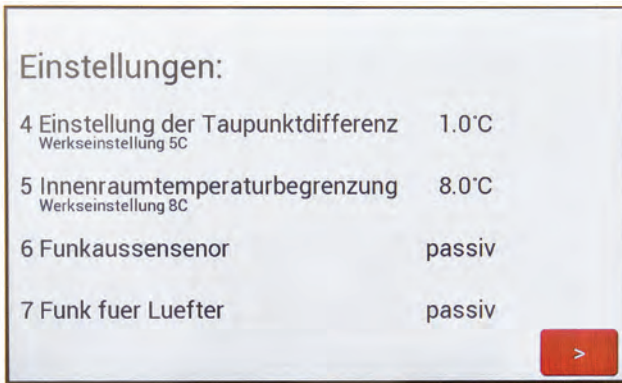 Einstellungen:
4 Einstellung der Taupunktdifferenz 1.0°C
Werkseinstellung 5C
5 Innenraumtemperaturbegrenzung 8.0°C
Werkseinstellung 8C
6 Funkaussensenor passiv
7 Funk fuer Luefter passiv
>